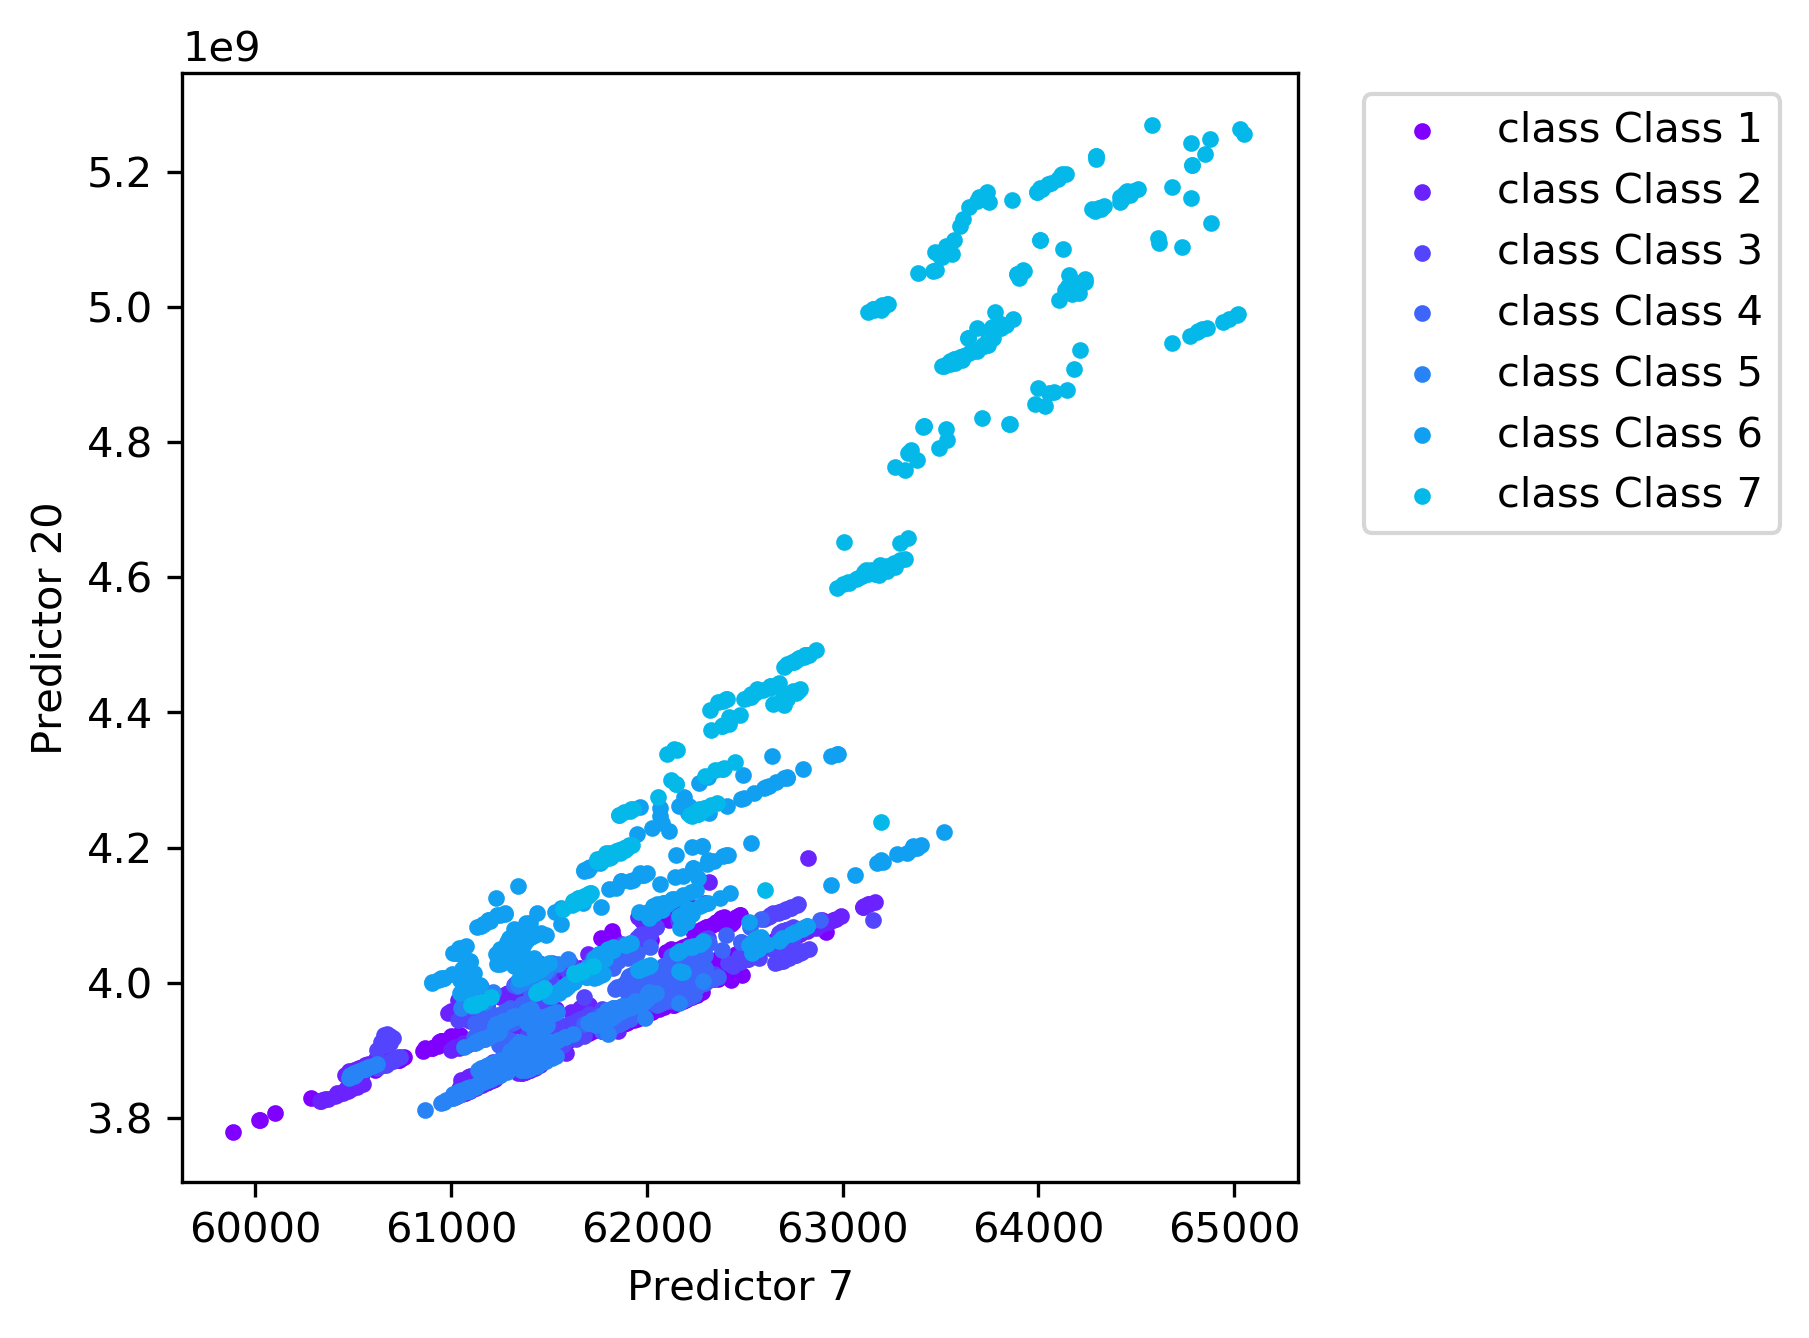 1e9
5.2
5.0
4.8
4.6
4.4
4.2
4.0
3.8
Predictor 20
60000 61000 62000 63000 64000 65000
Predictor 7
class Class 1
class Class 2
class Class 3
class Class 4
class Class 5
class Class 6
class Class 7